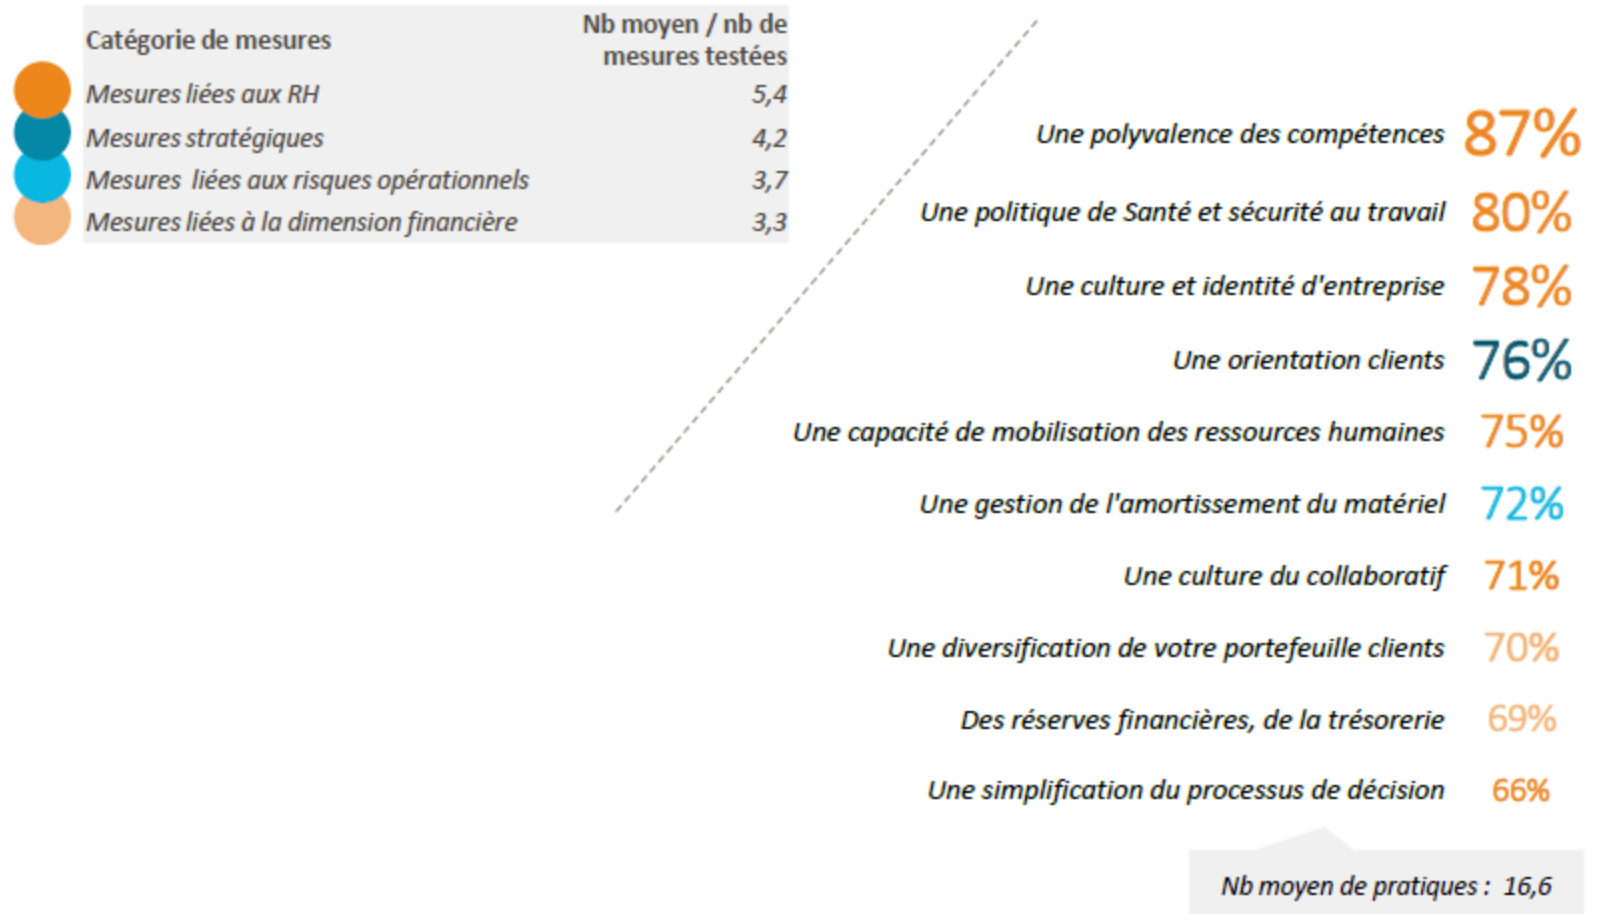 Catégorie de mesures
Nb moyen / nb de
mesures testées
Mesures liées aux RH 5,4
Mesures stratégiques 4,2
Mesures liées aux risques opérationnels 3,7
Mesures liées à la dimension financière 3,3
Une polyvalence des compétences 87%
Une politique de Santé et sécurité au travail 80%
Une culture et identité d'entreprise 78%
Une orientation clients 76%
Une capacité de mobilisation des ressources humaines 75%
Une gestion de l'amortissement du matériel 72%
Une culture du collaboratif 71%
Une diversification de votre portefeuille clients 70%
Des réserves financières, de la trésorerie 69%
Une simplification du processus de décision 66%
Nb moyen de pratiques : 16,6